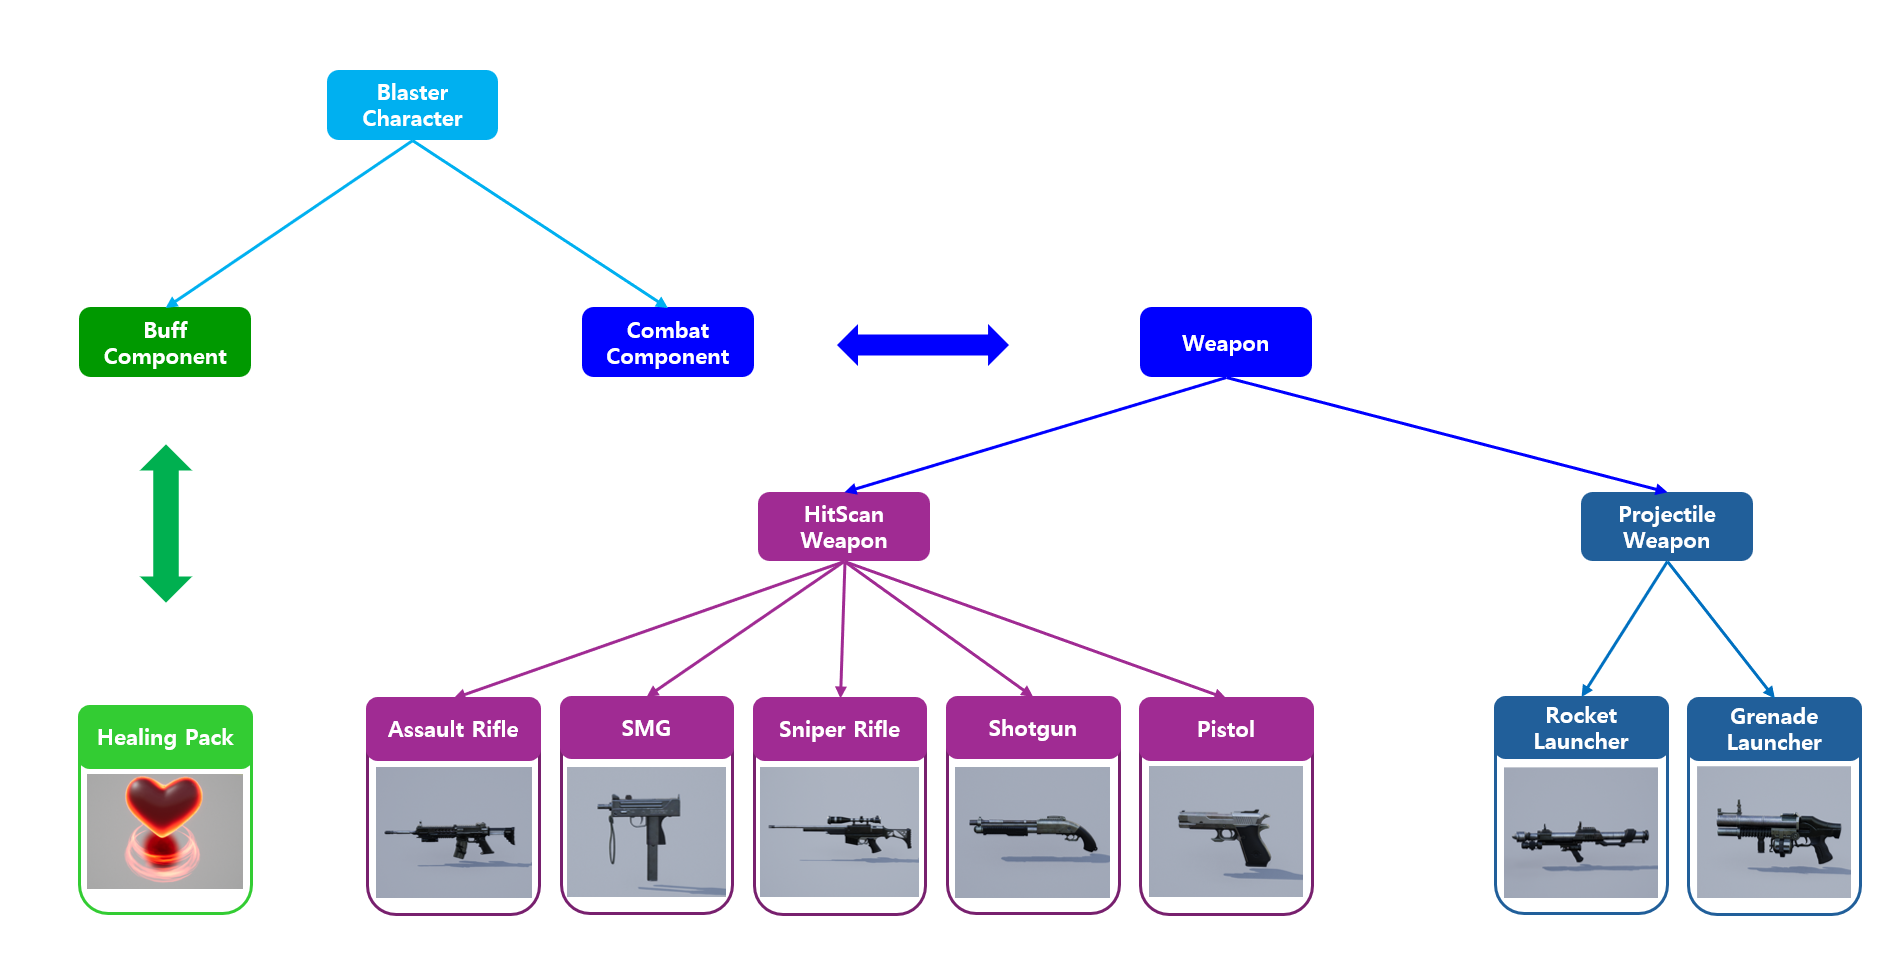 Blaster
Character
Buff
Component
Combat
Component
Weapon
HitScan
Weapon
Projectile
Weapon
Healing Pack
Assault Rifle
SMG
Sniper Rifle
Shotgun
Pistol
Rocket
Launcher
Grenade
Launcher